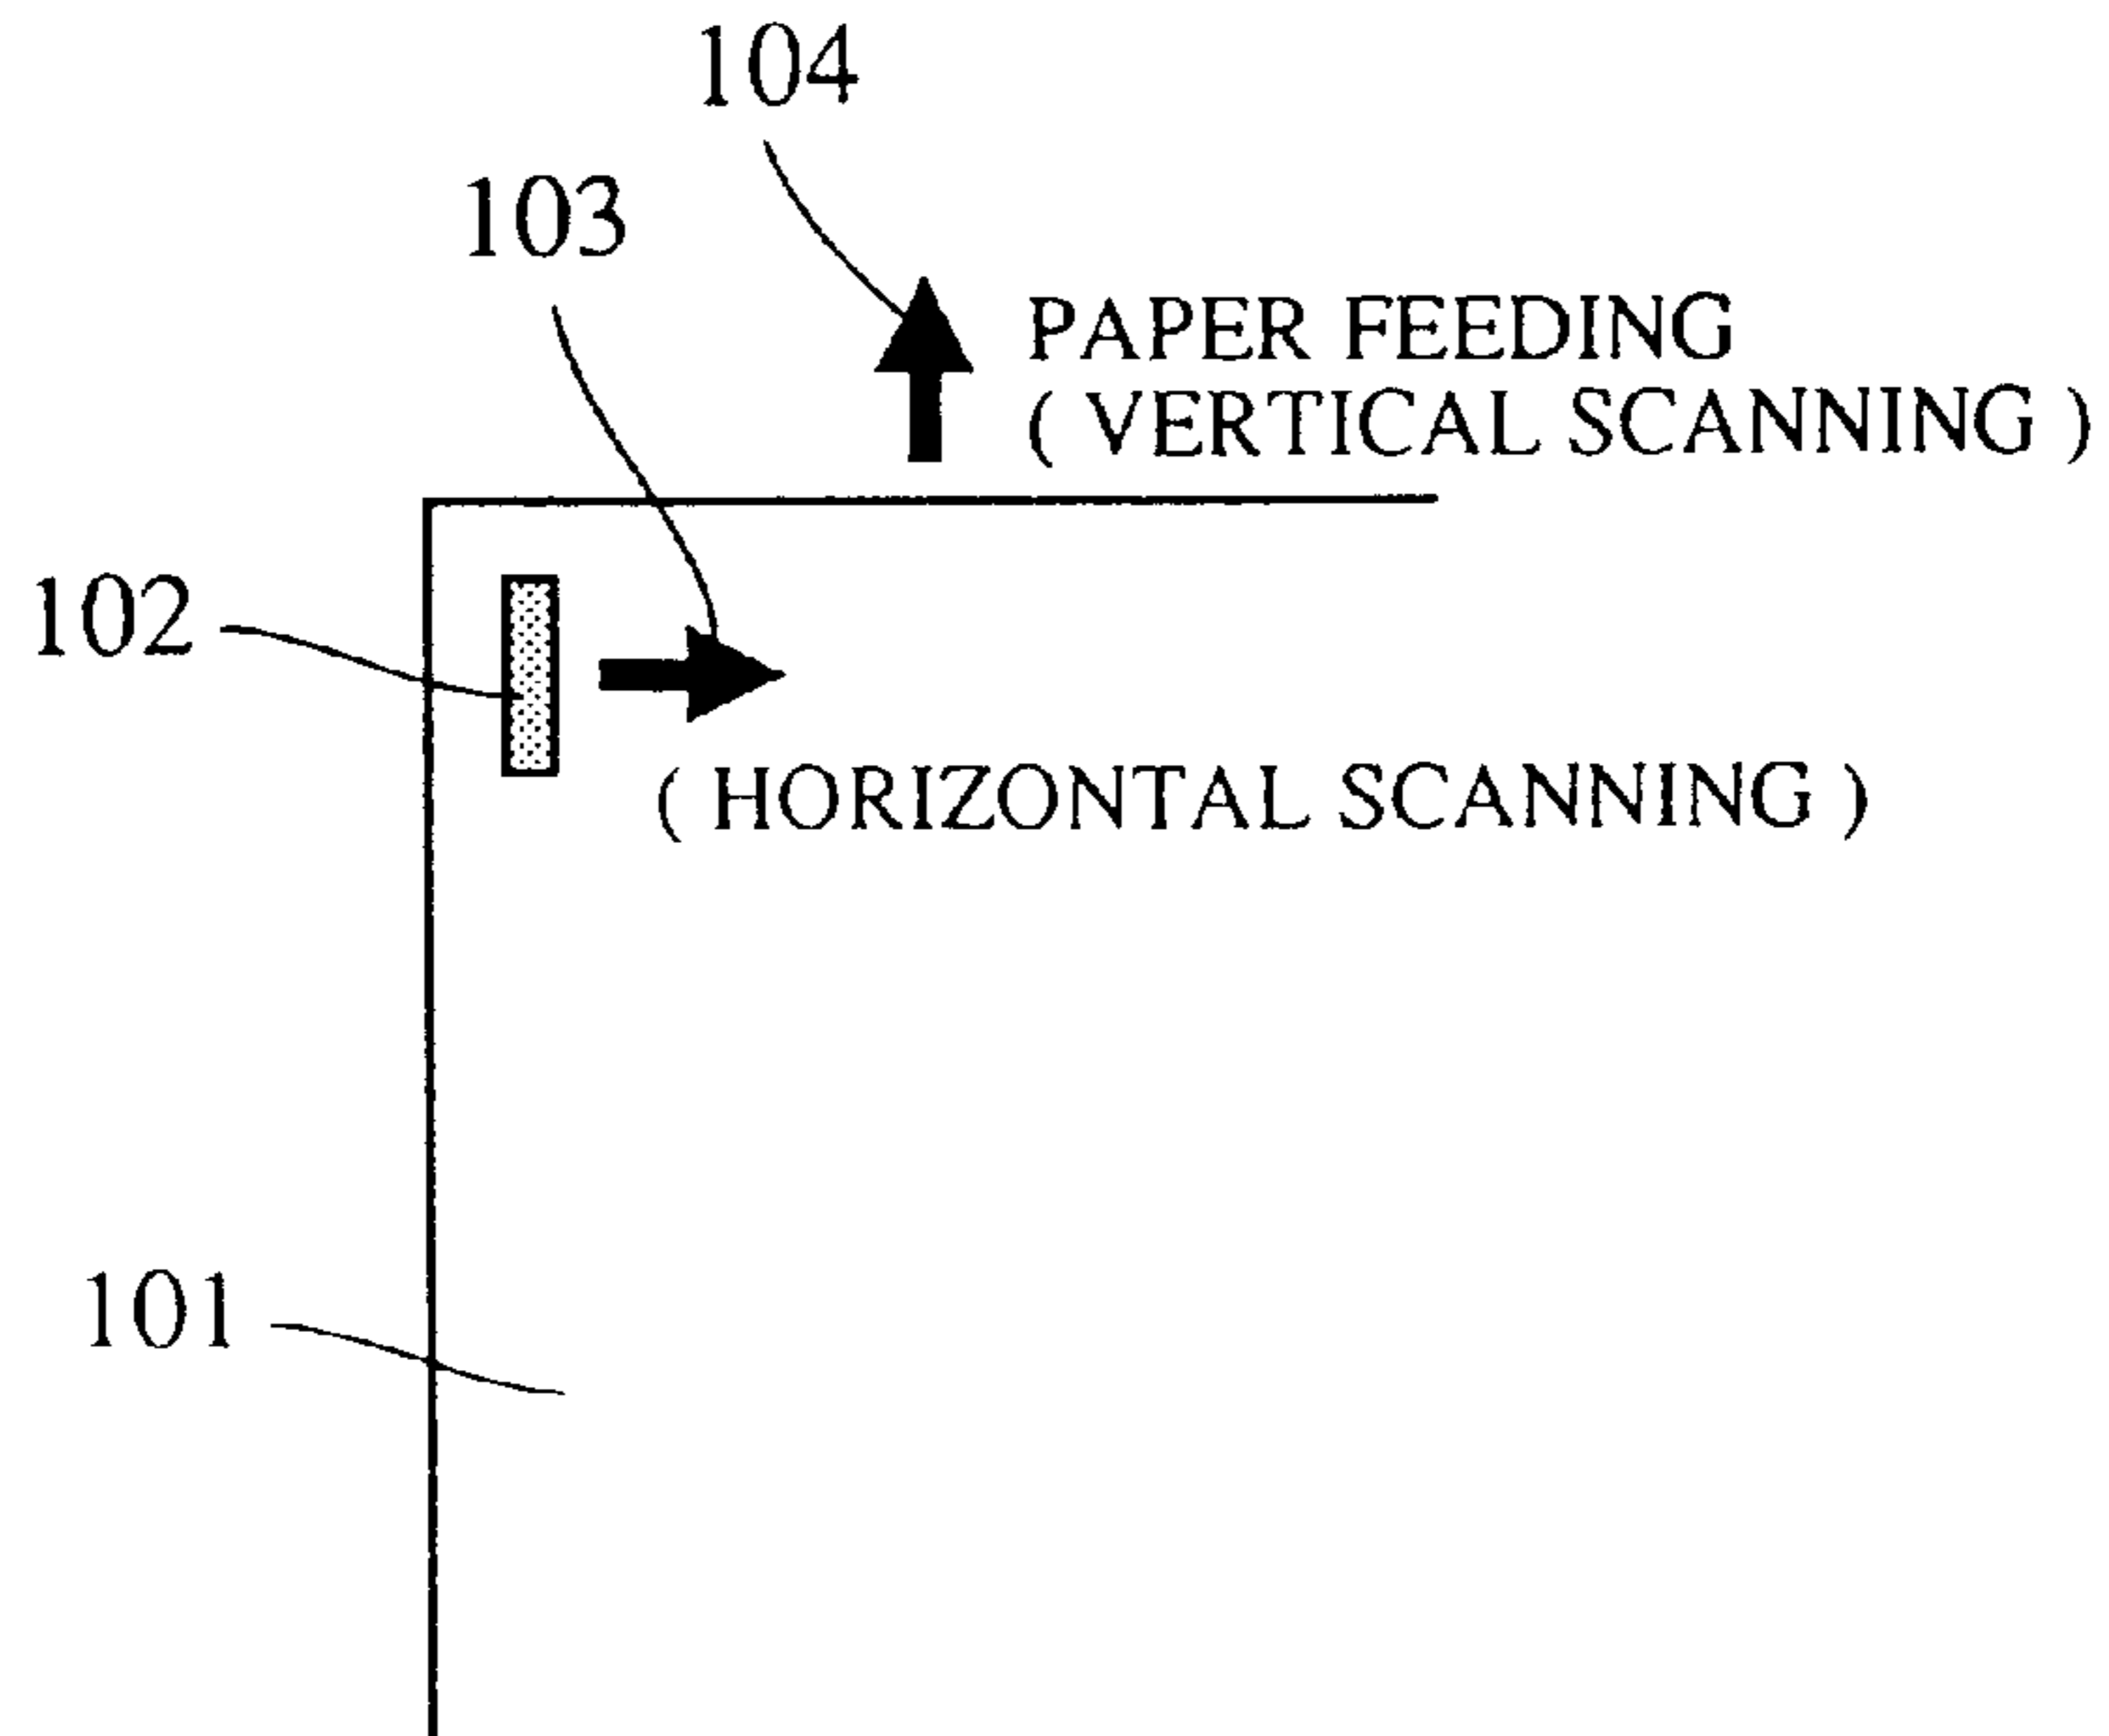 104
103
PAPER FEEDING
( VERTICAL SCANNING )
102
( HORIZONTAL SCANNING )
101